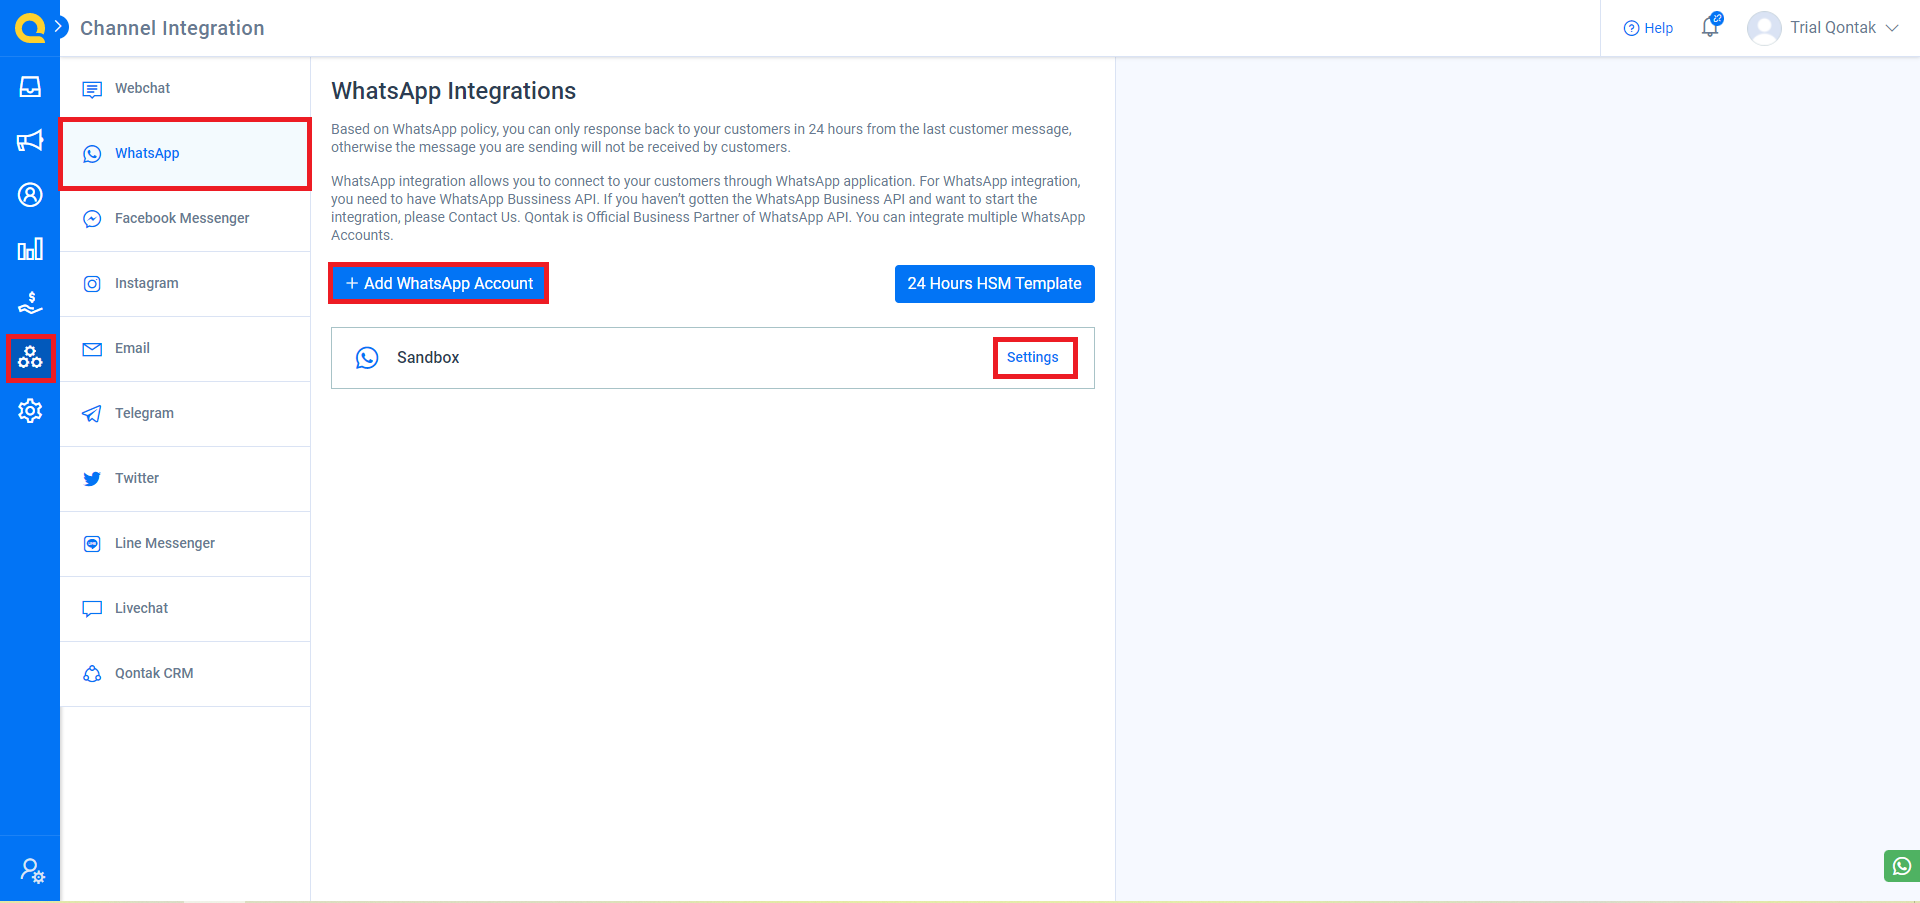 Channel Integration
Help
Trial Qontak
Webchat
WhatsApp
Facebook Messenger
Instagram
Email
Telegram
Twitter
Line Messenger
Livechat
Qontak CRM
WhatsApp Integrations
Based on WhatsApp policy, you can only response back to your customers in 24 hours from the last customer message,
otherwise the message you are sending will not be received by customers.
WhatsApp integration allows you to connect to your customers through WhatsApp application. For WhatsApp integration,
you need to have WhatsApp Bussiness API. If you haven’t gotten the WhatsApp Business API and want to start the
integration, please Contact Us. Qontak is Official Business Partner of WhatsApp API. You can integrate multiple WhatsApp
Accounts.
+ Add WhatsApp Account
24 Hours HSM Template
Sandbox
Settings